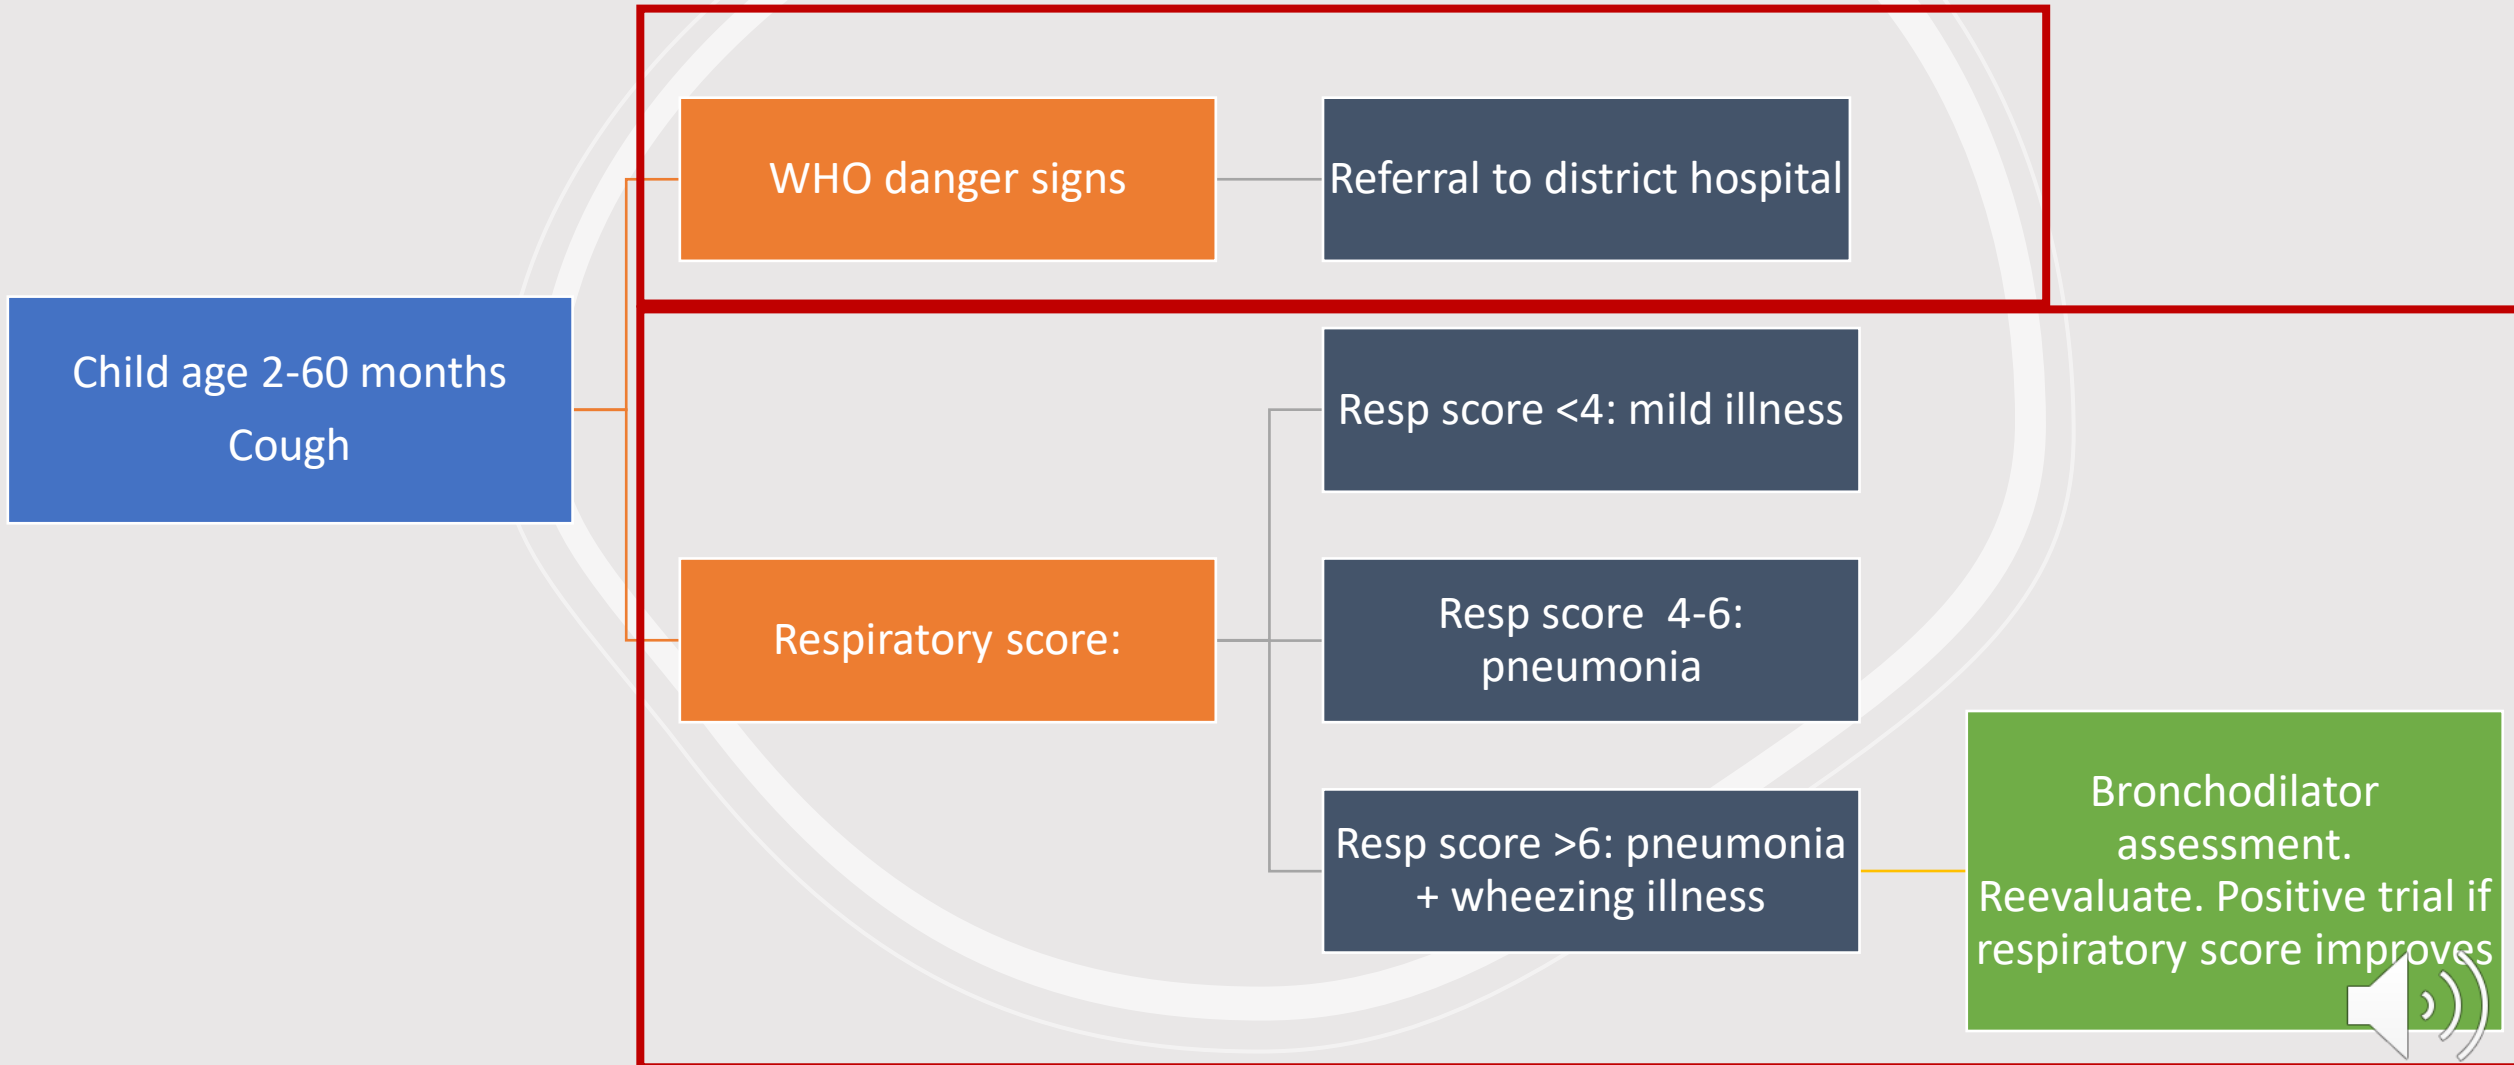 Child age 2-60 months
Cough
WHO danger signs
Referral to district hospital
Respiratory score:
Resp score <4: mild illness
Resp score  4-6:
pneumonia
Resp score >6: pneumonia
+ wheezing illness
Bronchodilator
assessment.
Reevaluate. Positive trial if
respiratory score improves